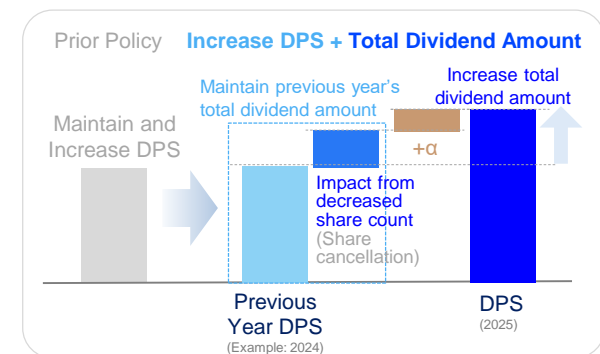 Prior Policy
Increase DPS + Total Dividend Amount
Maintain previous year's
total dividend amount
Increase total
dividend amount
Maintain and
Increase DPS
+α
Impact from
decreased
share count
(Share
cancellation)
Previous
Year DPS
(Example: 2024)
DPS
(2025)